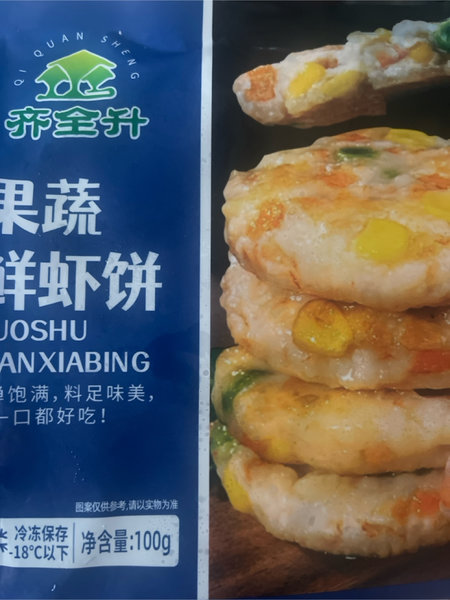 QI QUAN SHENG
齐全升
果蔬
鲜虾饼
UOSHU
ANXIABING
弹饱满,料足味美,
一口都好吃!
图案仅供参考,请以实物为准
冷冻保存
-18℃以下
净含量:100g